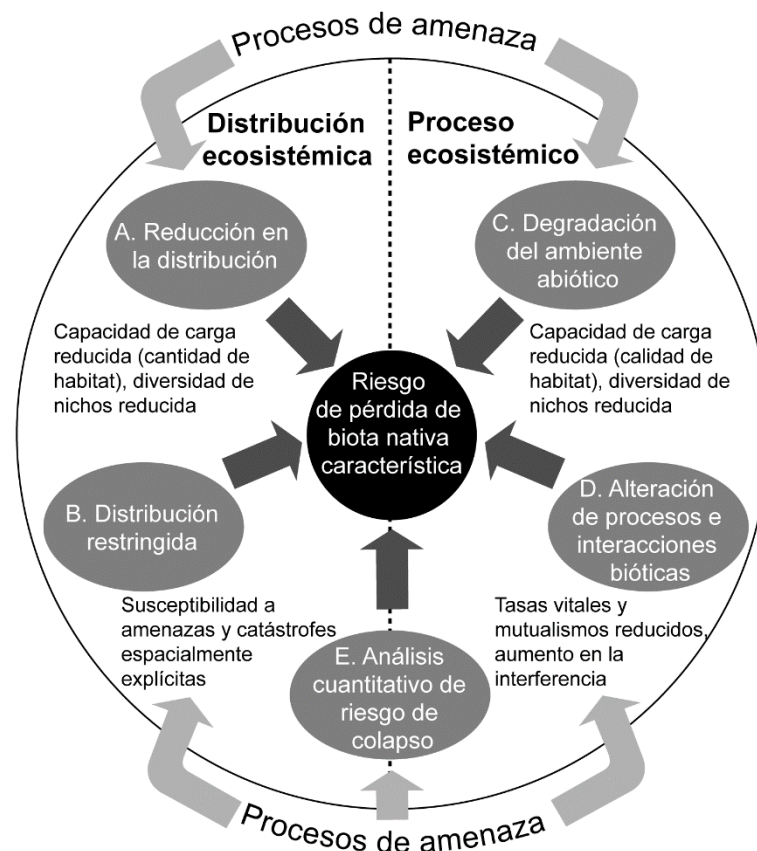 Procesos de amenaza
Distribución
ecosistémica
Proceso
ecosistémico
A. Reducción en
la distribución
C. Degradación
del ambiente
abiótico
Capacidad de carga
reducida (cantidad de
habitat), diversidad de
nichos reducida
Capacidad de carga
reducida (calidad de
habitat), diversidad de
nichos reducida
Riesgo
de pérdida de
biota nativa
característica
B. Distribución
restringida
D. Alteración
de procesos e
interacciones
bióticas
Susceptibilidad a
amenazas y catástrofes
espacialmente
explícitas
Tasas vitales y
mutualismos reducidos,
aumento en la
interferencia
E. Análisis
cuantitativo de
riesgo de
colapso
Procesos de amenaza